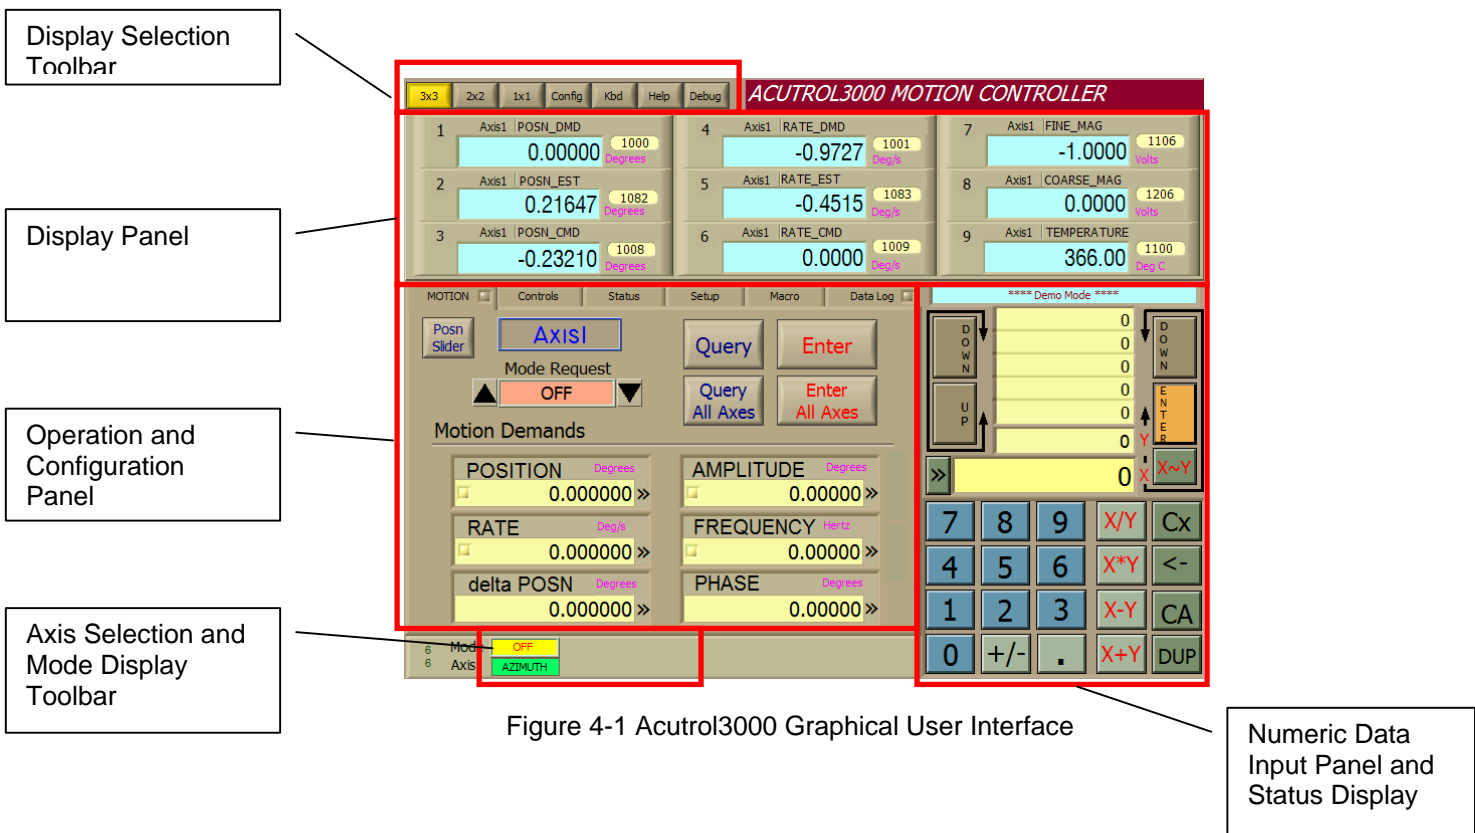 Display Selection
Toolbar
3x3 2x2 1x1 Config Kbd Help Debug
ACUTROL3000 MOTION CONTROLLER
1 Axis1 POSN_DMD
0.00000 1000 Degrees
4 Axis1 RATE_DMD
-0.9727 1001 Deg/s
7 Axis1 FINE_MAG
-1.0000 1106 Volts
2 Axis1 POSN_EST
0.21647 1082 Degrees
5 Axis1 RATE_EST
-0.4515 1083 Deg/s
8 Axis1 COARSE_MAG
0.0000 1206 Volts
3 Axis1 POSN_CMD
-0.23210 1008 Degrees
6 Axis1 RATE_CMD
0.0000 1009 Deg/s
9 Axis1 TEMPERATURE
366.00 1100 Deg C
Display Panel
MOTION Controls Status Setup Macro Data Log
**** Demo Mode ****
Posn
Slider
AxisI
Query
Enter
Mode Request
OFF
Query
All Axes
Enter
All Axes
Motion Demands
POSITION Degrees
0.000000 »
AMPLITUDE Degrees
0.00000 »
RATE Deg/s
0.000000 »
FREQUENCY Hertz
0.00000 »
delta POSN Degrees
0.000000 »
PHASE Degrees
0.00000 »
Operation and
Configuration
Panel
DOWN
UP
0
0
0
0
0
0
DOWN
ENTER
Y
» 0 X
X~Y
7 8 9 X/Y Cx
4 5 6 X*Y <-
1 2 3 X-Y CA
0 +/- . X+Y DUP
Axis Selection and
Mode Display
Toolbar
6 Mode OFF
6 Axis AZIMUTH
Figure 4-1 Acutrol3000 Graphical User Interface
Numeric Data
Input Panel and
Status Display